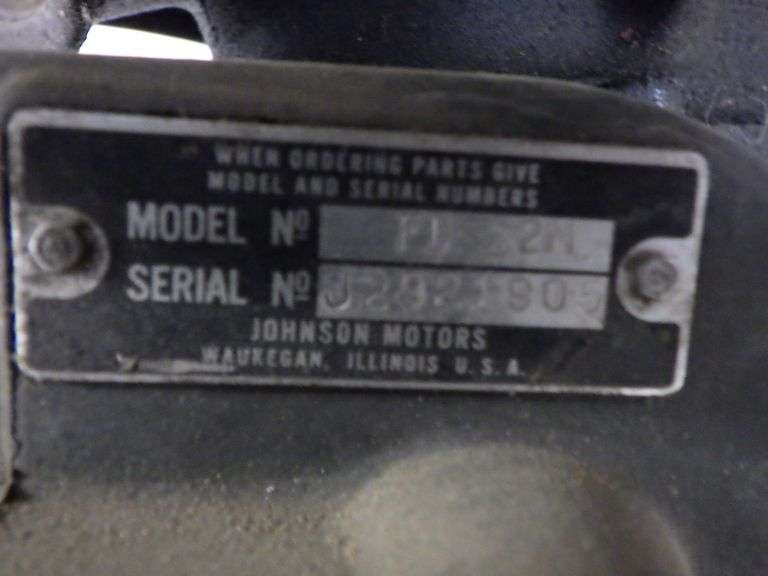 WHEN ORDERING PARTS GIVE
MODEL AND SERIAL NUMBERS
MODEL Nº
SERIAL Nº
JOHNSON MOTORS
WAUKEGAN, ILLINOIS U.S.A.